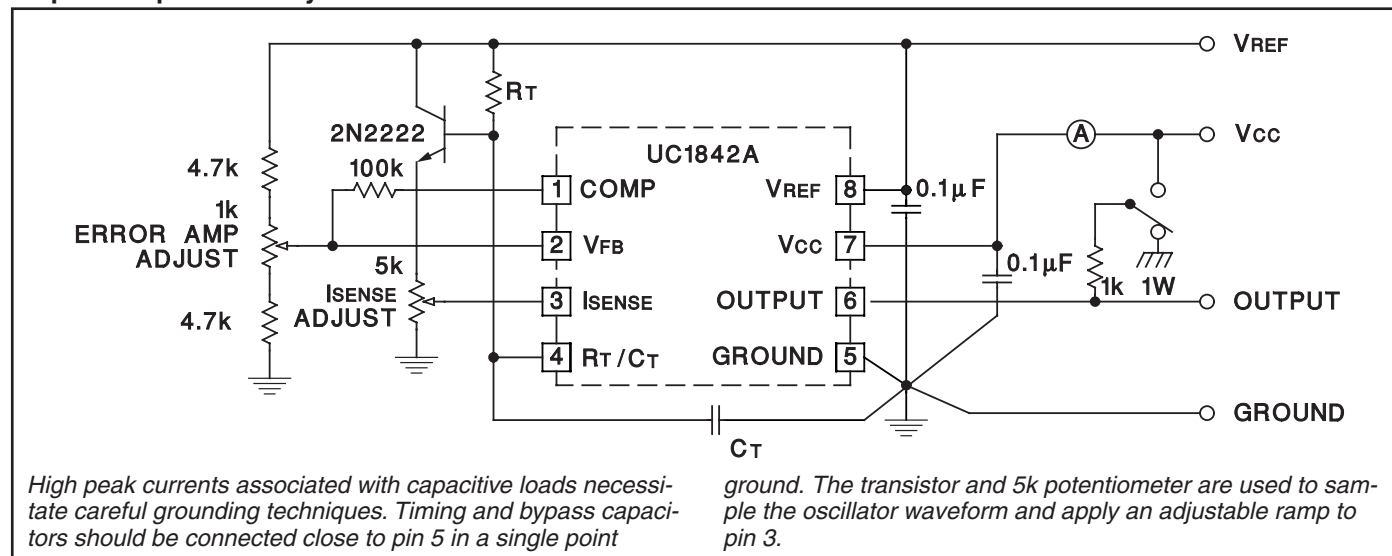 VREF
RT
2N2222
UC1842A
A
VCC
4.7k
100k
1 COMP
VREF 8
0.1µF
1k
ERROR AMP
ADJUST
2 VFB
VCC 7
5k
0.1µF
1k 1W
ISENSE
ADJUST
3 ISENSE
OUTPUT 6
OUTPUT
4.7k
4 RT/CT
GROUND 5
GROUND
CT
High peak currents associated with capacitive loads necessi-
tate careful grounding techniques. Timing and bypass capaci-
tors should be connected close to pin 5 in a single point
ground. The transistor and 5k potentiometer are used to sam-
ple the oscillator waveform and apply an adjustable ramp to
pin 3.